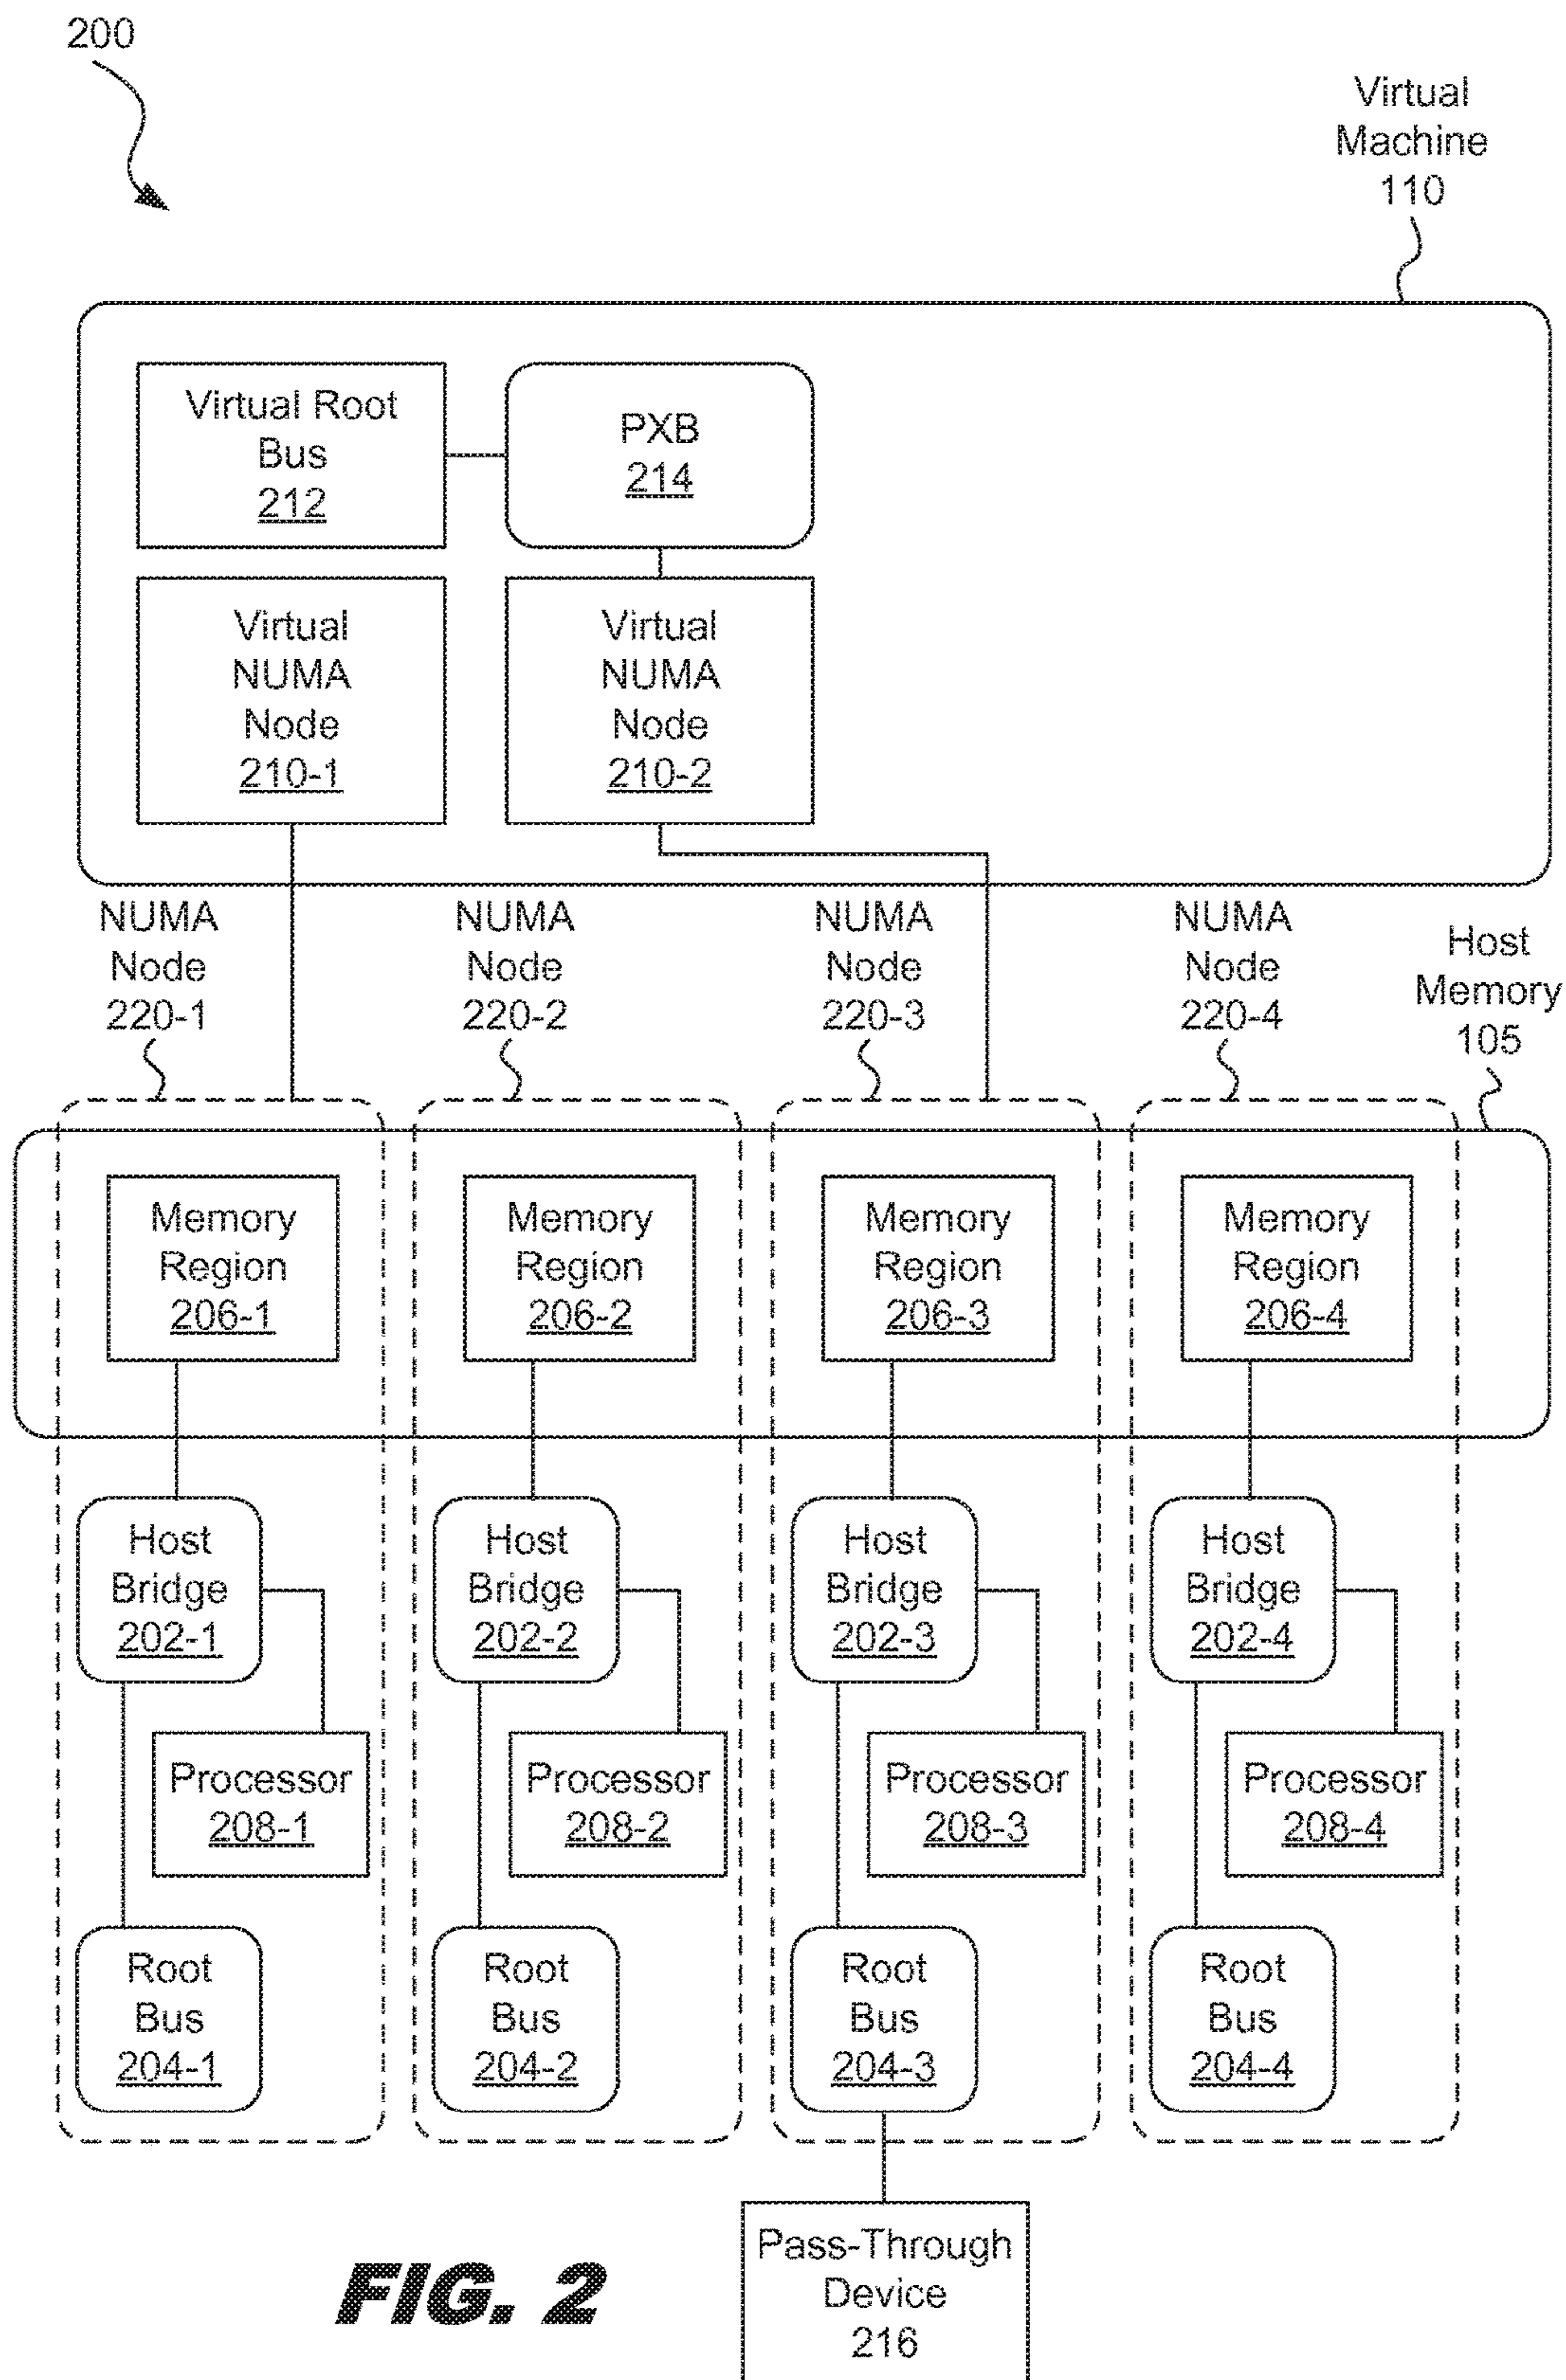 200
Virtual
Machine
110
Virtual Root
Bus
212
PXB
214
Virtual
NUMA
Node
210-1
Virtual
NUMA
Node
210-2
NUMA
Node
220-1
NUMA
Node
220-2
NUMA
Node
220-3
NUMA
Node
220-4
Host
Memory
105
Memory
Region
206-1
Memory
Region
206-2
Memory
Region
206-3
Memory
Region
206-4
Host
Bridge
202-1
Host
Bridge
202-2
Host
Bridge
202-3
Host
Bridge
202-4
Processor
208-1
Processor
208-2
Processor
208-3
Processor
208-4
Root
Bus
204-1
Root
Bus
204-2
Root
Bus
204-3
Root
Bus
204-4
Pass-Through
Device
216
FIG. 2